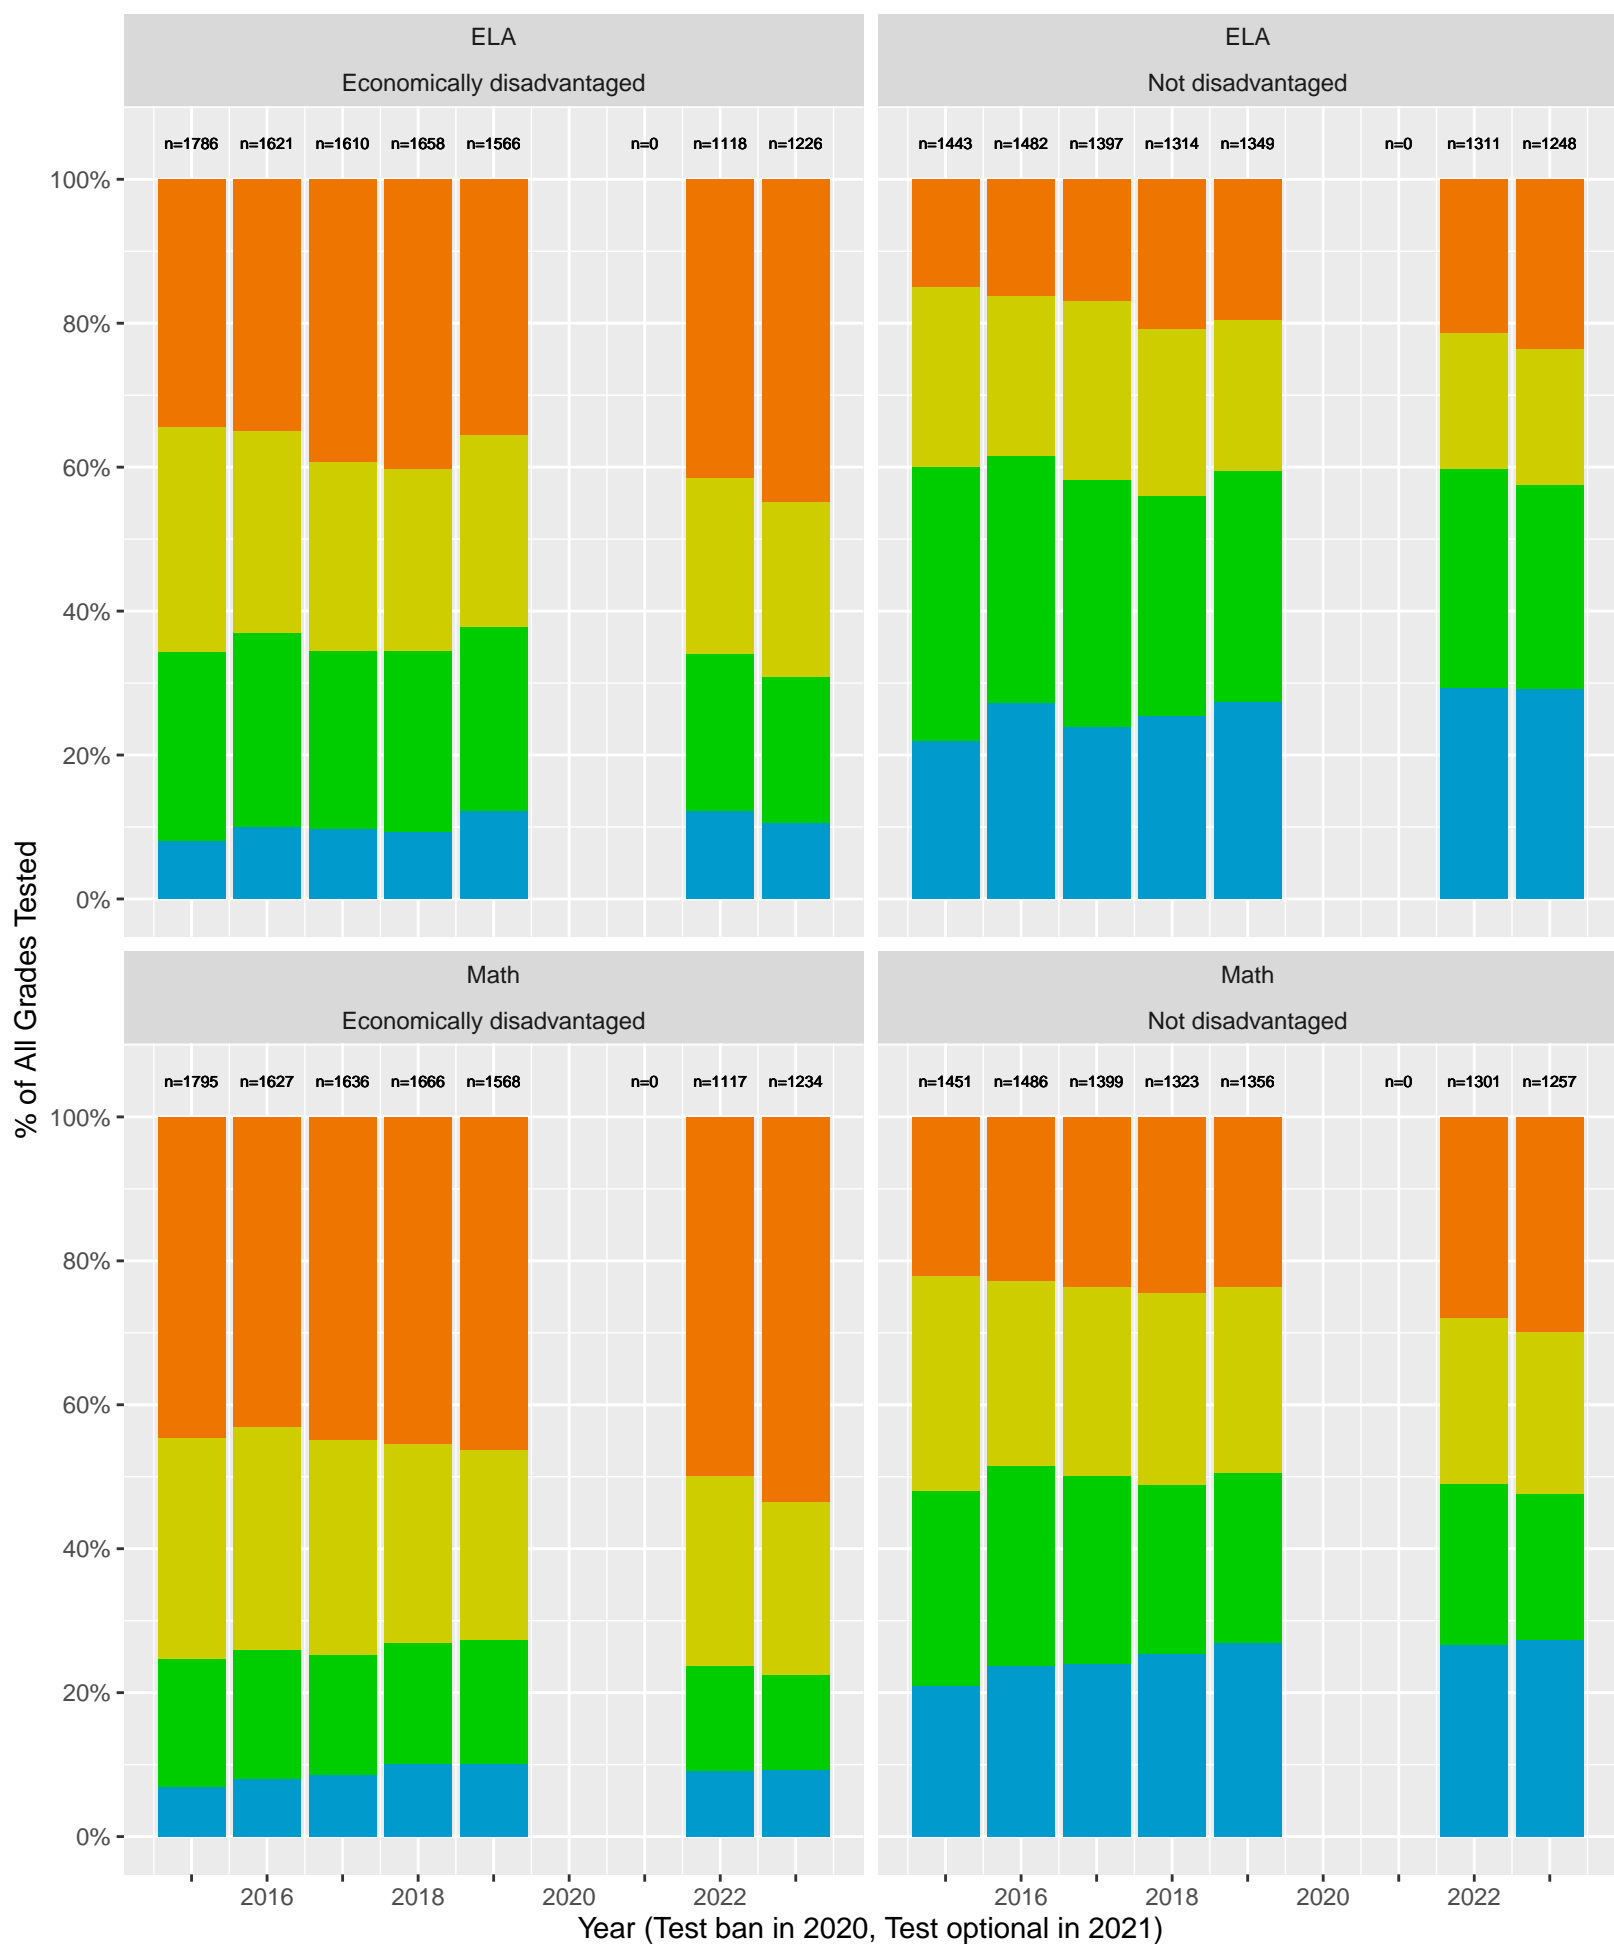 ELA
Economically disadvantaged
n=1786 n=1621 n=1610 n=1658 n=1566 n=0 n=1118 n=1226
ELA
Not disadvantaged
n=1443 n=1482 n=1397 n=1314 n=1349 n=0 n=1311 n=1248
100%
80%
60%
40%
20%
0%
% of All Grades Tested
Math
Economically disadvantaged
n=1795 n=1627 n=1636 n=1666 n=1568 n=0 n=1117 n=1234
Math
Not disadvantaged
n=1451 n=1486 n=1399 n=1323 n=1356 n=0 n=1301 n=1257
100%
80%
60%
40%
20%
0%
2016 2018 2020 2022
2016 2018 2020 2022
Year (Test ban in 2020, Test optional in 2021)